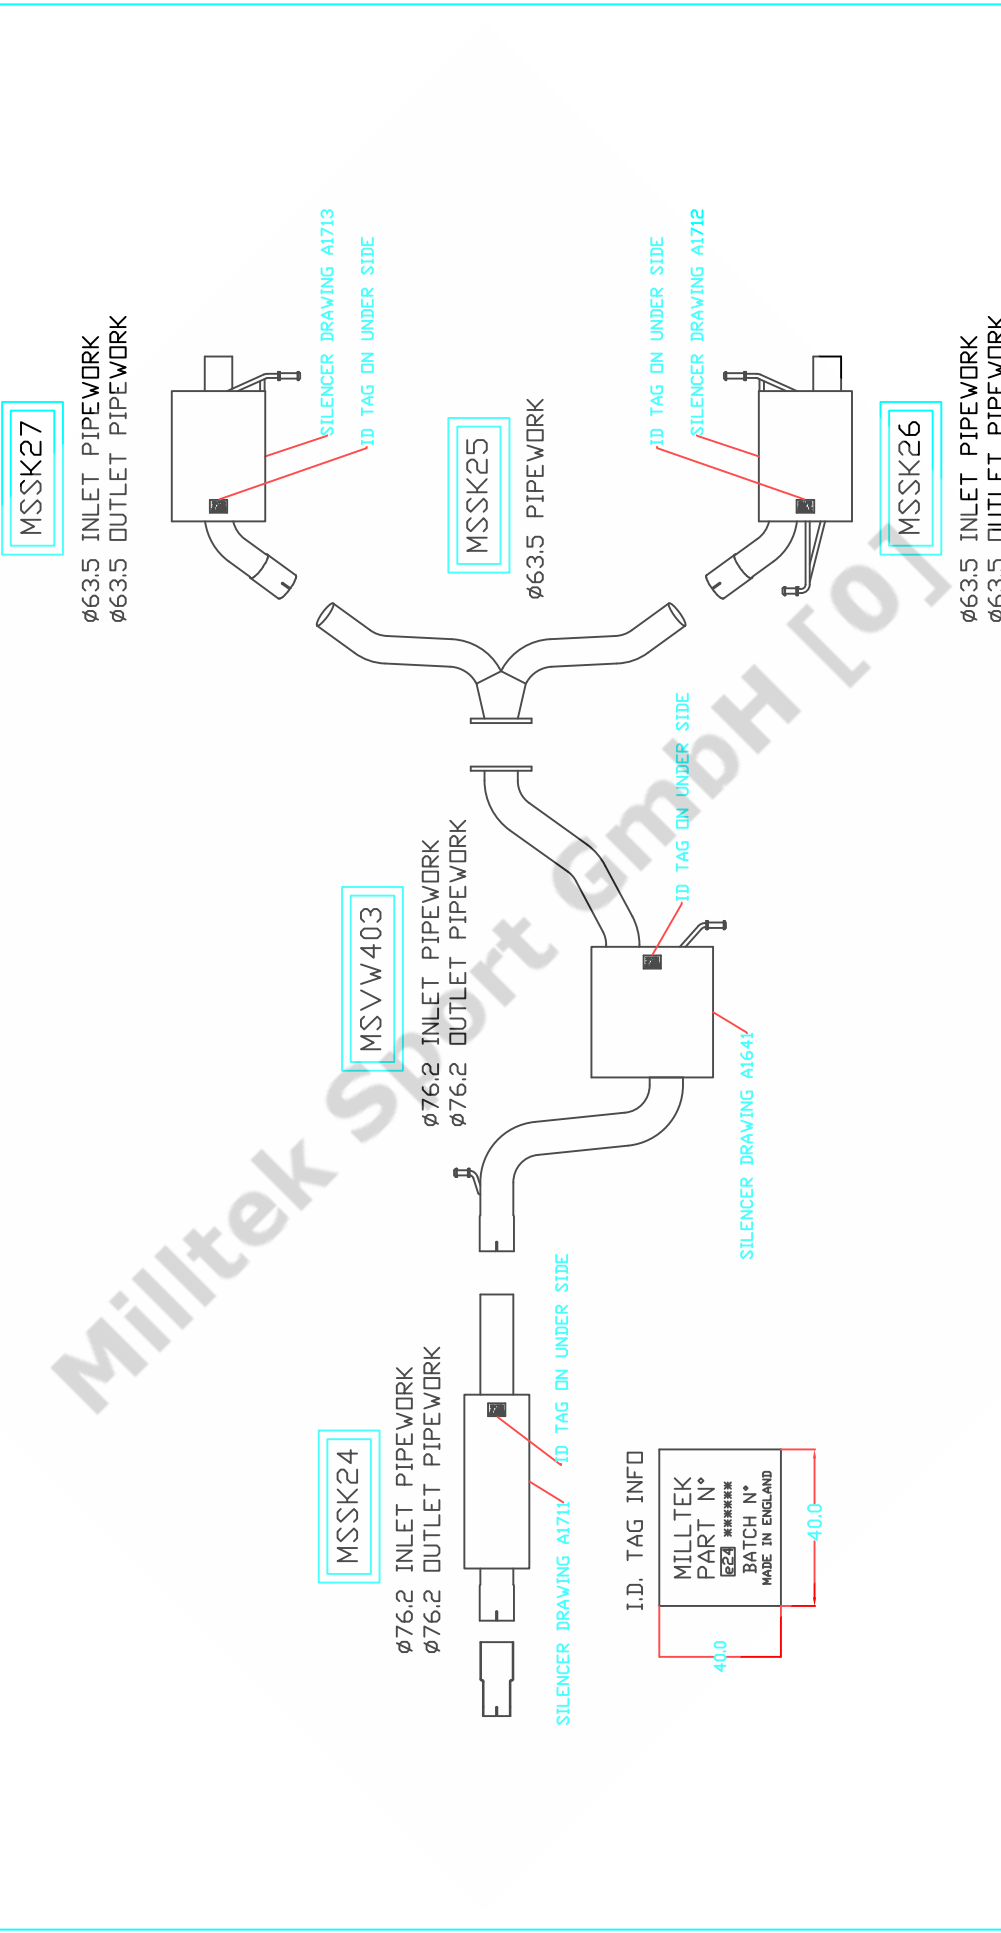 MSSK27
ø63.5 INLET PIPEWORK
ø63.5 OUTLET PIPEWORK
SILENCER DRAWING A1713
ID TAG ON UNDER SIDE
MSSK25
ø63.5 PIPEWORK
ID TAG ON UNDER SIDE
SILENCER DRAWING A1712
MSSK26
ø63.5 INLET PIPEWORK
ø63.5 OUTLET PIPEWORK
MSVW403
ø76.2 INLET PIPEWORK
ø76.2 OUTLET PIPEWORK
ID TAG ON UNDER SIDE
SILENCER DRAWING A1641
MSSK24
ø76.2 INLET PIPEWORK
ø76.2 OUTLET PIPEWORK
SILENCER DRAWING A1711
ID TAG ON UNDER SIDE
I.D. TAG INFO
MILLTEK
PART N°
e24 ******
BATCH N°
MADE IN ENGLAND
40.0
40.0
Milltek Sport GmbH [0]